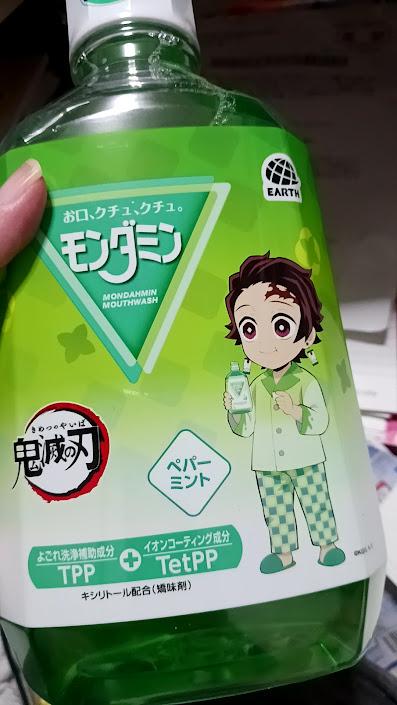 EARTH
お口、クチュ、クチュ。
モンダミン
MONDAHMIN
MOUTHWASH
きめつのやいば
鬼滅の刃
ペパー
ミント
よごれ洗浄補助成分
TPP
+
イオンコーティング成分
TetPP
キシリトール配合(矯味剤)